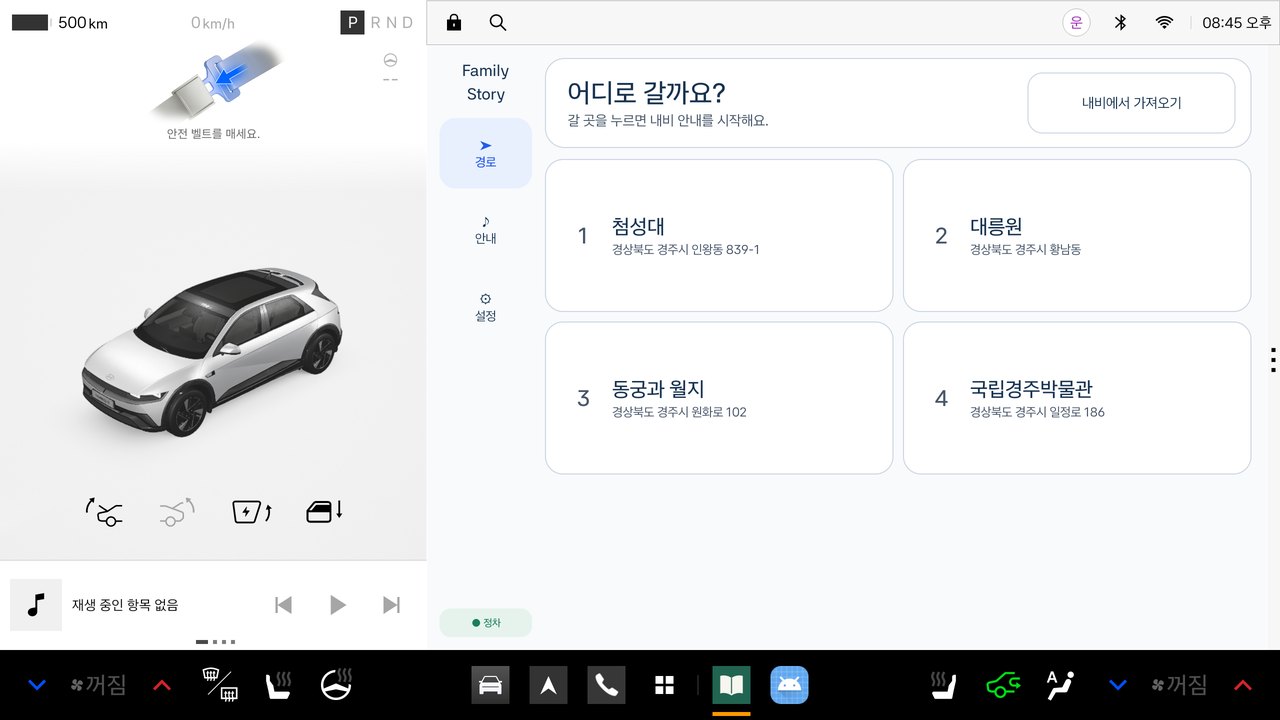 500 km
0 km/h
P R N D
안전 벨트를 매세요.
--
재생 중인 항목 없음
운
08:45 오후
Family
Story
경로
안내
설정
정차
어디로 갈까요?
갈 곳을 누르면 내비 안내를 시작해요.
내비에서 가져오기
1
첨성대
경상북도 경주시 인왕동 839-1
2
대릉원
경상북도 경주시 황남동
3
동궁과 월지
경상북도 경주시 원화로 102
4
국립경주박물관
경상북도 경주시 일정로 186
꺼짐
A
꺼짐